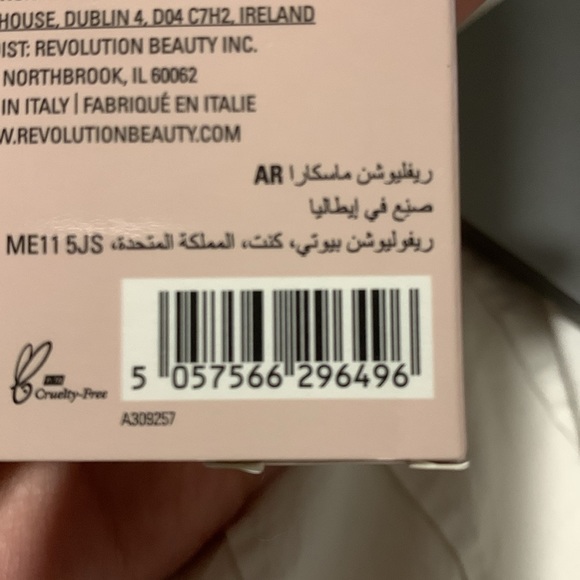 HOUSE, DUBLIN 4, D04 C7H2, IRELAND
IST: REVOLUTION BEAUTY INC.
NORTHBROOK, IL 60062
IN ITALY | FABRIQUÉ EN ITALIE
W.REVOLUTIONBEAUTY.COM
AR ريفليوشن ماسكارا
صنع في إيطاليا
ريفوليوشن بيوتي، كنت، المملكة المتحدة، ME11 5JS
Cruelty-Free
5 057566 296496
A309257